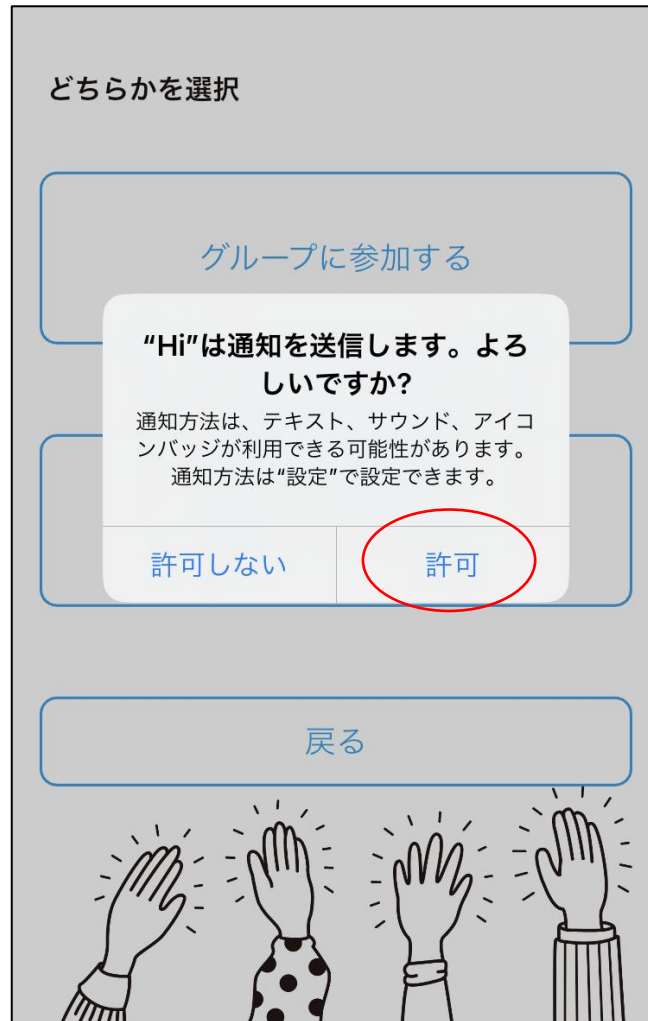 どちらかを選択
グループに参加する
“Hi”は通知を送信します。よろ
しいですか?
通知方法は、テキスト、サウンド、アイコ
ンバッジが利用できる可能性があります。
通知方法は“設定”で設定できます。
許可しない
許可
戻る